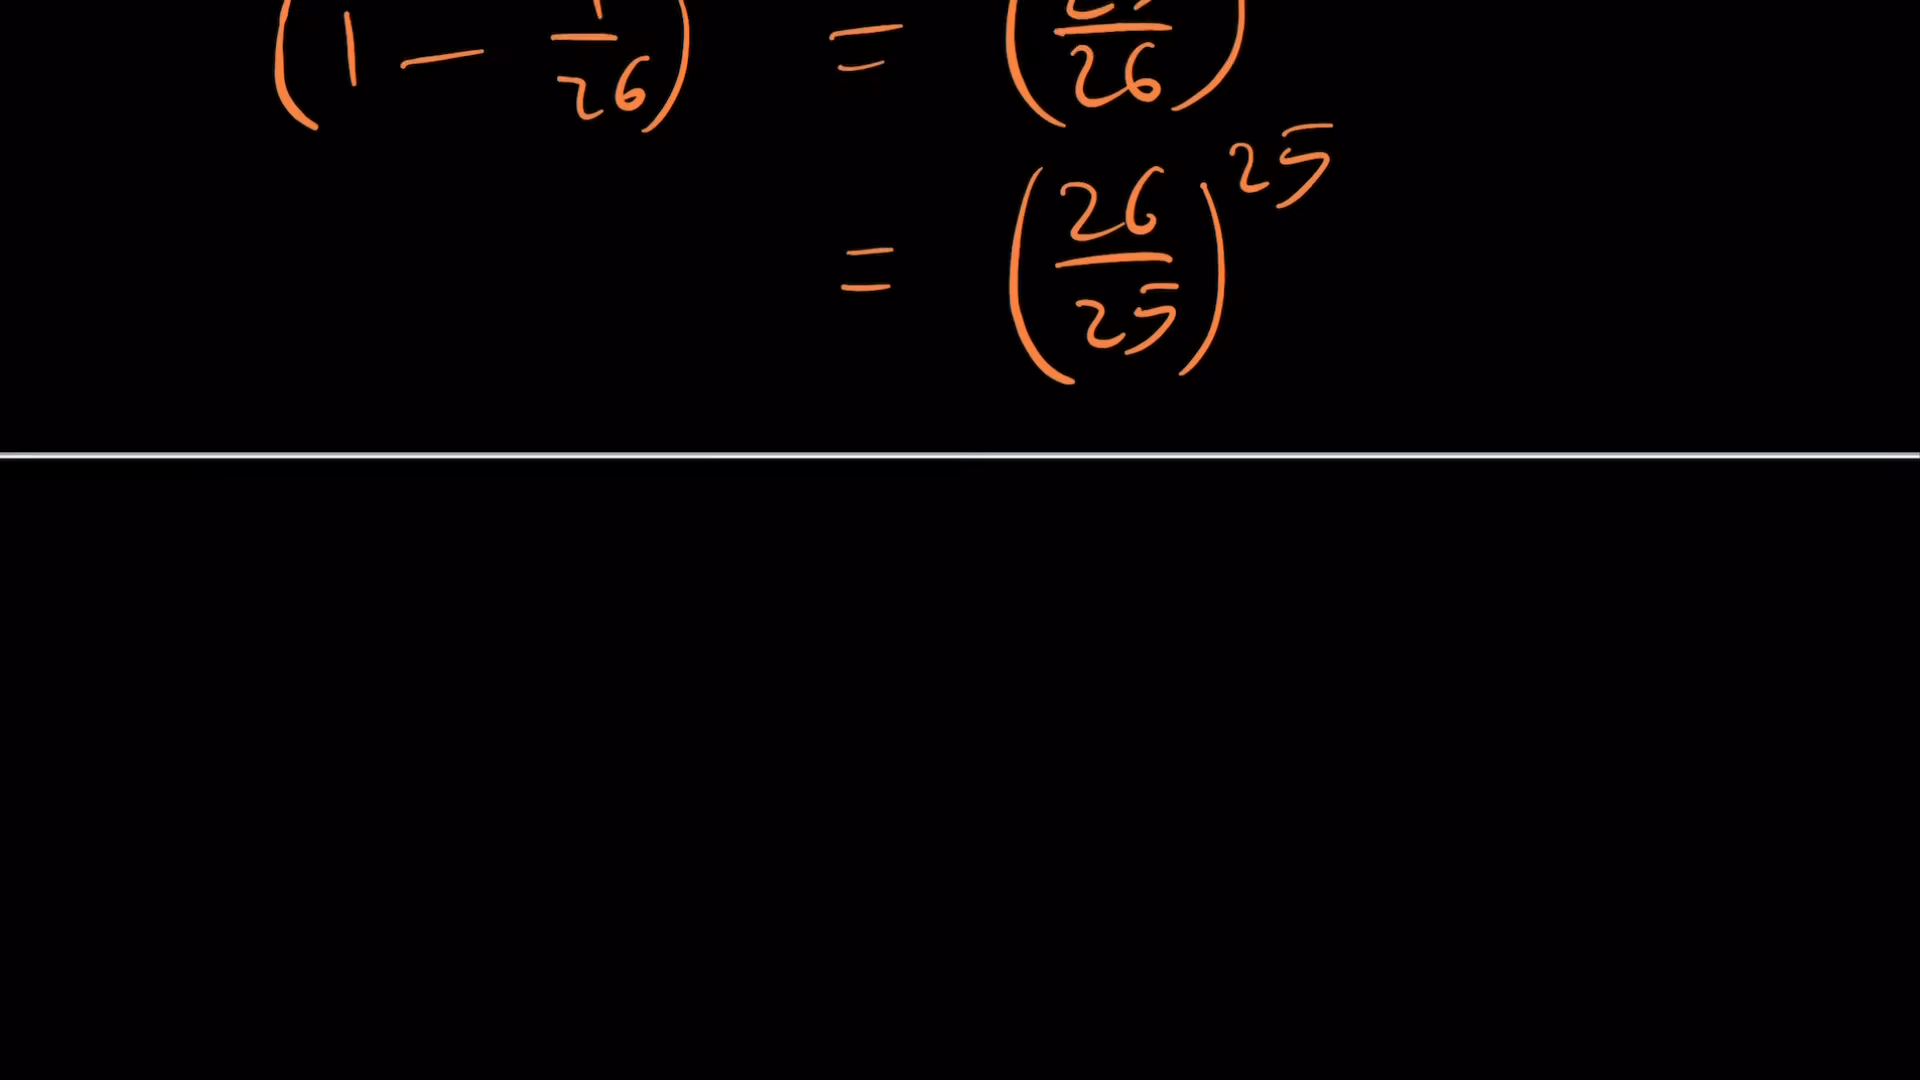 (1 - 1/26) = (25/26)
= (26/25)^25